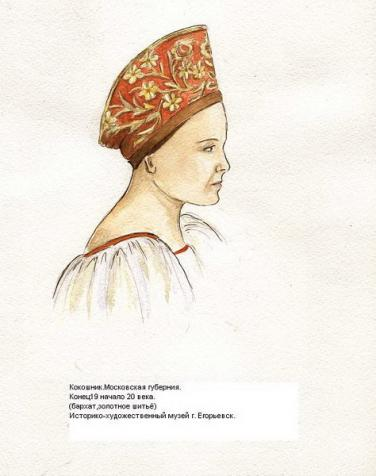 Кокошник.Московская губерния.
Конец19 начало 20 века.
(бархат,золотное шитьё)
Историко-художественный музей г. Егорьевск.